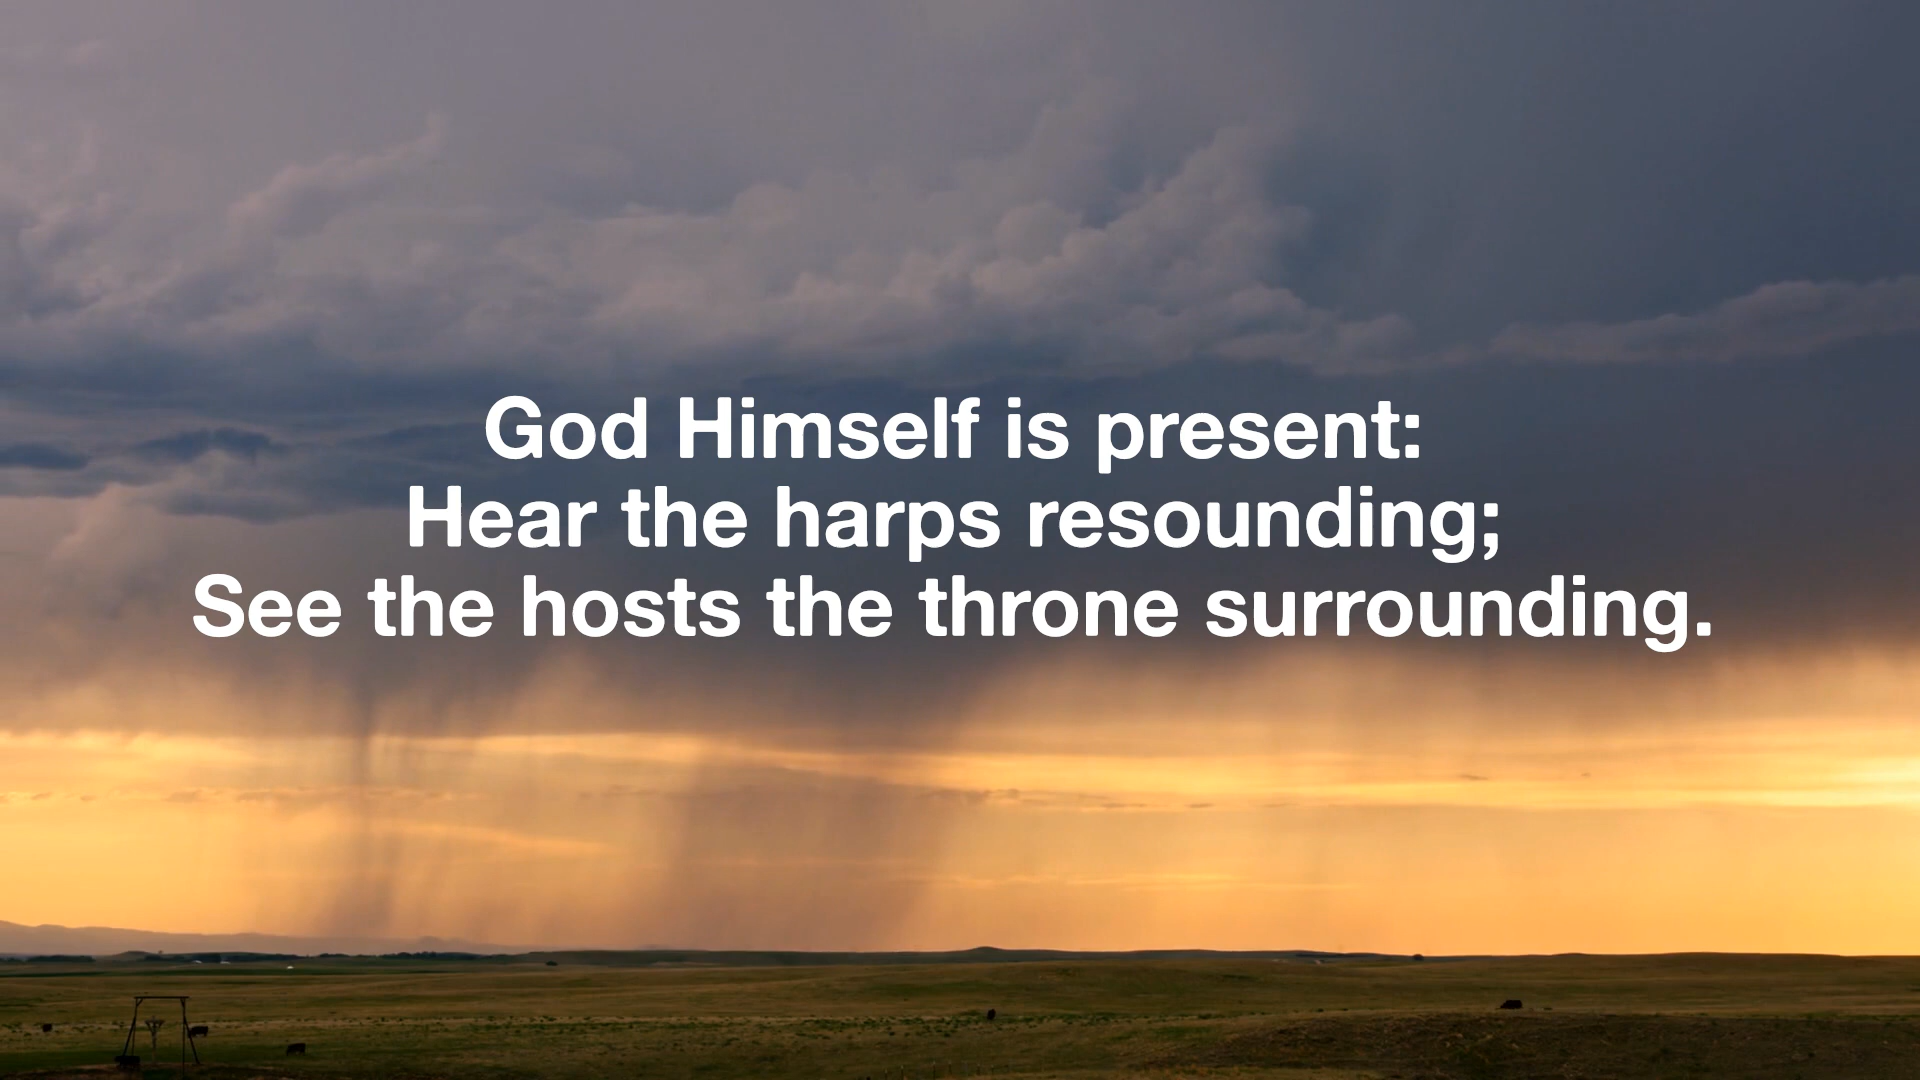 God Himself is present:
Hear the harps resounding;
See the hosts the throne surrounding.